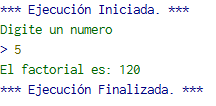 *** Ejecución Iniciada. ***
Digite un numero
> 5
El factorial es: 120
*** Ejecución Finalizada. ***